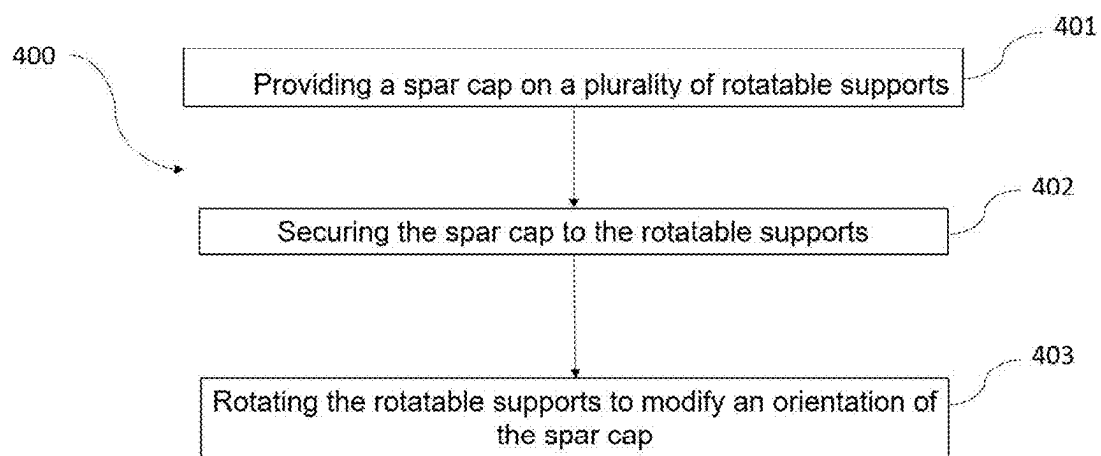 400
401
Providing a spar cap on a plurality of rotatable supports
402
Securing the spar cap to the rotatable supports
403
Rotating the rotatable supports to modify an orientation of
the spar cap